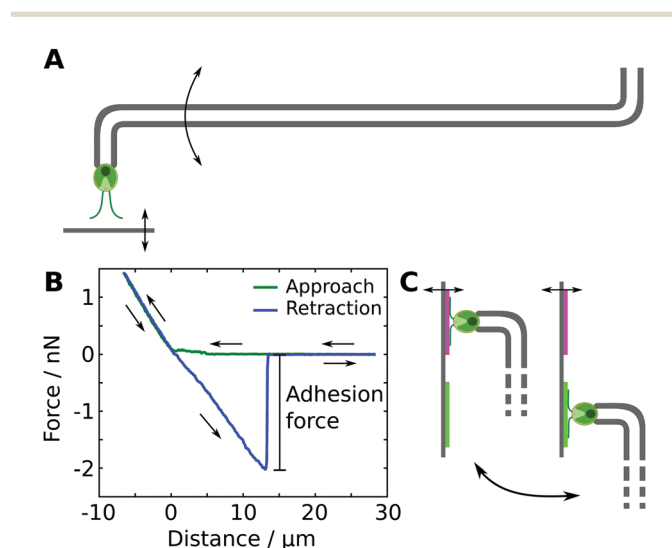 A
B
Force / nN
1
0
-1
-2
Approach
Retraction
Adhesion
force
-10
0
10
20
30
Distance / μm
C